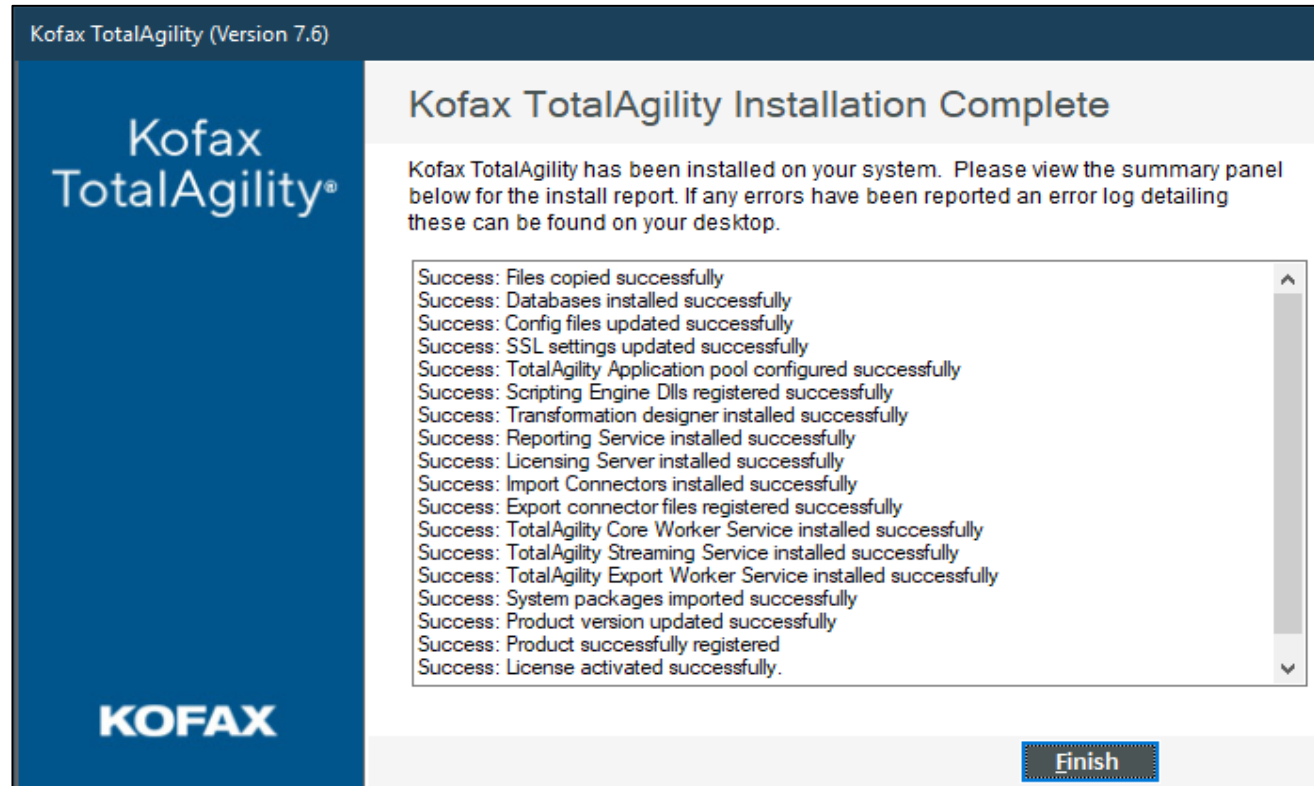 Kofax TotalAgility (Version 7.6)
Kofax
TotalAgility®
KOFAX
Kofax TotalAgility Installation Complete
Kofax TotalAgility has been installed on your system.  Please view the summary panel
below for the install report. If any errors have been reported an error log detailing
these can be found on your desktop.
Success: Files copied successfully
Success: Databases installed successfully
Success: Config files updated successfully
Success: SSL settings updated successfully
Success: TotalAgility Application pool configured successfully
Success: Scripting Engine Dlls registered successfully
Success: Transformation designer installed successfully
Success: Reporting Service installed successfully
Success: Licensing Server installed successfully
Success: Import Connectors installed successfully
Success: Export connector files registered successfully
Success: TotalAgility Core Worker Service installed successfully
Success: TotalAgility Streaming Service installed successfully
Success: TotalAgility Export Worker Service installed successfully
Success: System packages imported successfully
Success: Product version updated successfully
Success: Product successfully registered
Success: License activated successfully.
Finish